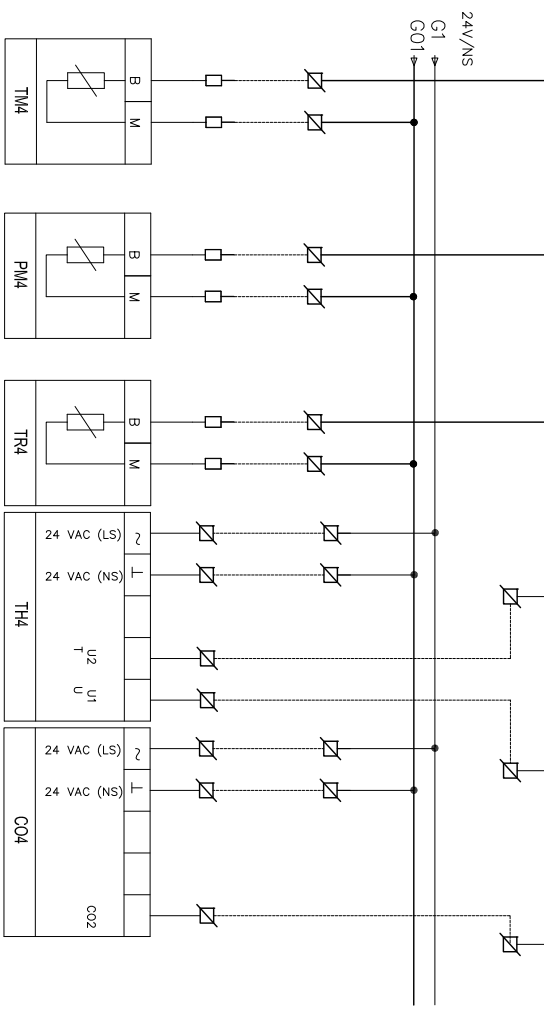 24V/NS
G1
G01
TM4
B
M
PM4
B
M
TR4
B
M
TH4
24 VAC (LS)
~
24 VAC (NS)
⊥
U2
T
U1
U
CO4
24 VAC (LS)
~
24 VAC (NS)
⊥
CO2